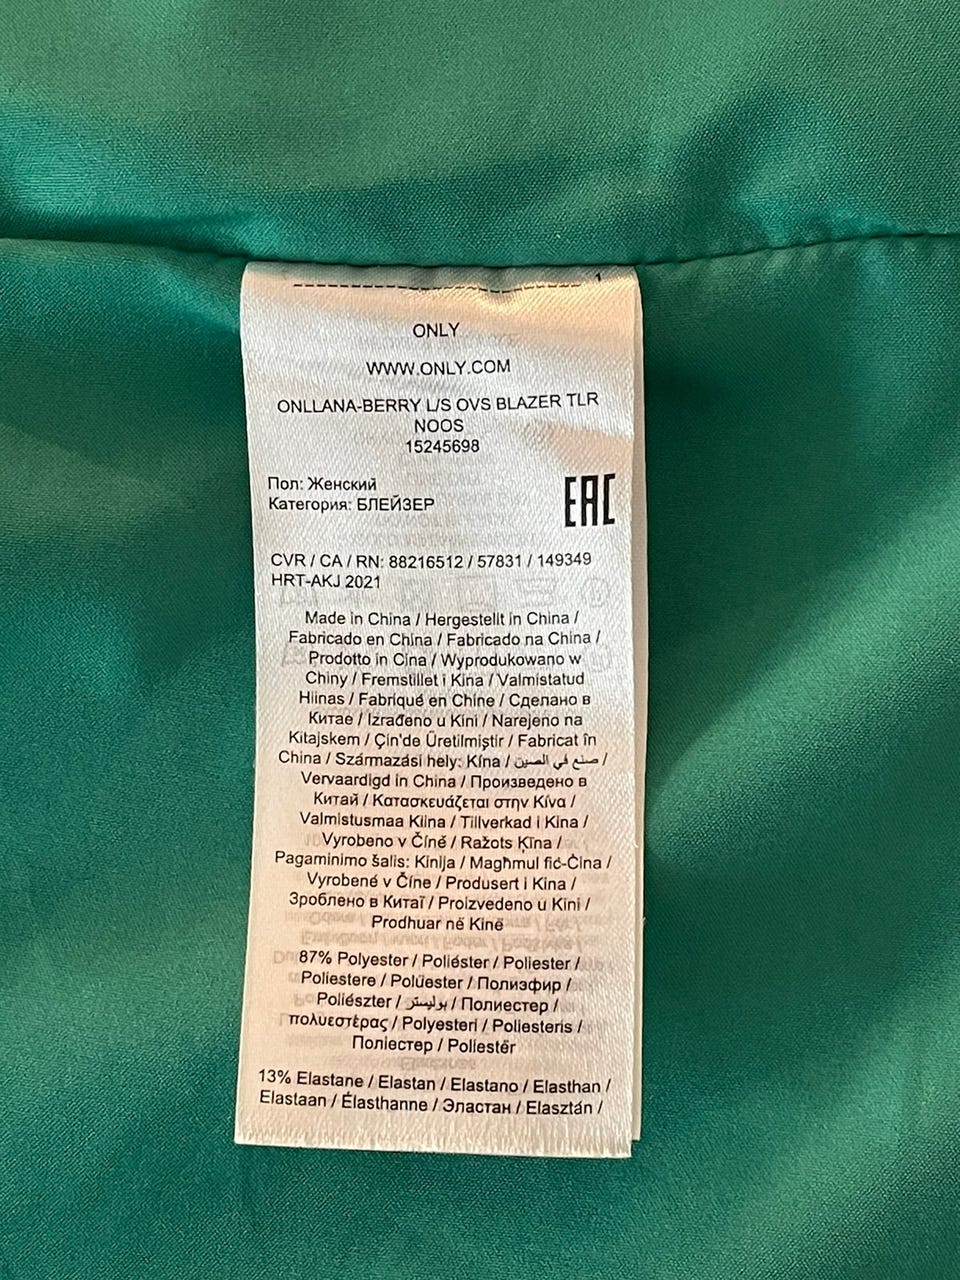 1
ONLY
WWW.ONLY.COM
ONLLANA-BERRY L/S OVS BLAZER TLR
NOOS
15245698
Пол: Женский
Категория: БЛЕЙЗЕР
EAC
CVR / CA / RN: 88216512 / 57831 / 149349
HRT-AKJ 2021
Made in China / Hergestellt in China /
Fabricado en China / Fabricado na China /
Prodotto in Cina / Wyprodukowano w
Chiny / Fremstillet i Kina / Valmistatud
Hiinas / Fabriqué en Chine / Сделано в
Китае / Izrađeno u Kini / Narejeno na
Kitajskem / Çin'de Üretilmiştir / Fabricat în
China / Származási hely: Kína / صنع في الصين /
Vervaardigd in China / Произведено в
Китай / Κατασκευάζεται στην Κίνα /
Valmistusmaa Kiina / Tillverkad i Kina /
Vyrobeno v Číně / Ražots Ķīna /
Pagaminimo šalis: Kinija / Magħmul fiċ-Ċina /
Vyrobené v Číne / Produsert i Kina /
Зроблено в Китаї / Proizvedeno u Kini /
Prodhuar në Kinë
87% Polyester / Poliéster / Poliester /
Poliestere / Polüester / Полиэфир /
Poliészter / بوليستر / Полиестер /
πολυεστέρας / Polyesteri / Poliesteris /
Поліестер / Poliestër
13% Elastane / Elastan / Elastano / Elasthan /
Elastaan / Élasthanne / Эластан / Elasztán /